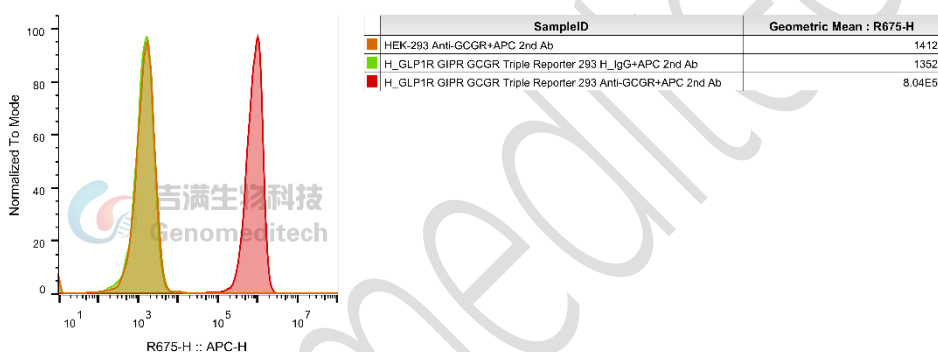 SampleID Geometric Mean : R675-H
HEK-293 Anti-GCGR+APC 2nd Ab 1412
H_GLP1R GIPR GCGR Triple Reporter 293 H_IgG+APC 2nd Ab 1352
H_GLP1R GIPR GCGR Triple Reporter 293 Anti-GCGR+APC 2nd Ab 8.04E5
Normalized To Mode
100
80
60
40
20
0
吉满生物科技
Genomeditech
10^1 10^3 10^5 10^7
R675-H :: APC-H
medit